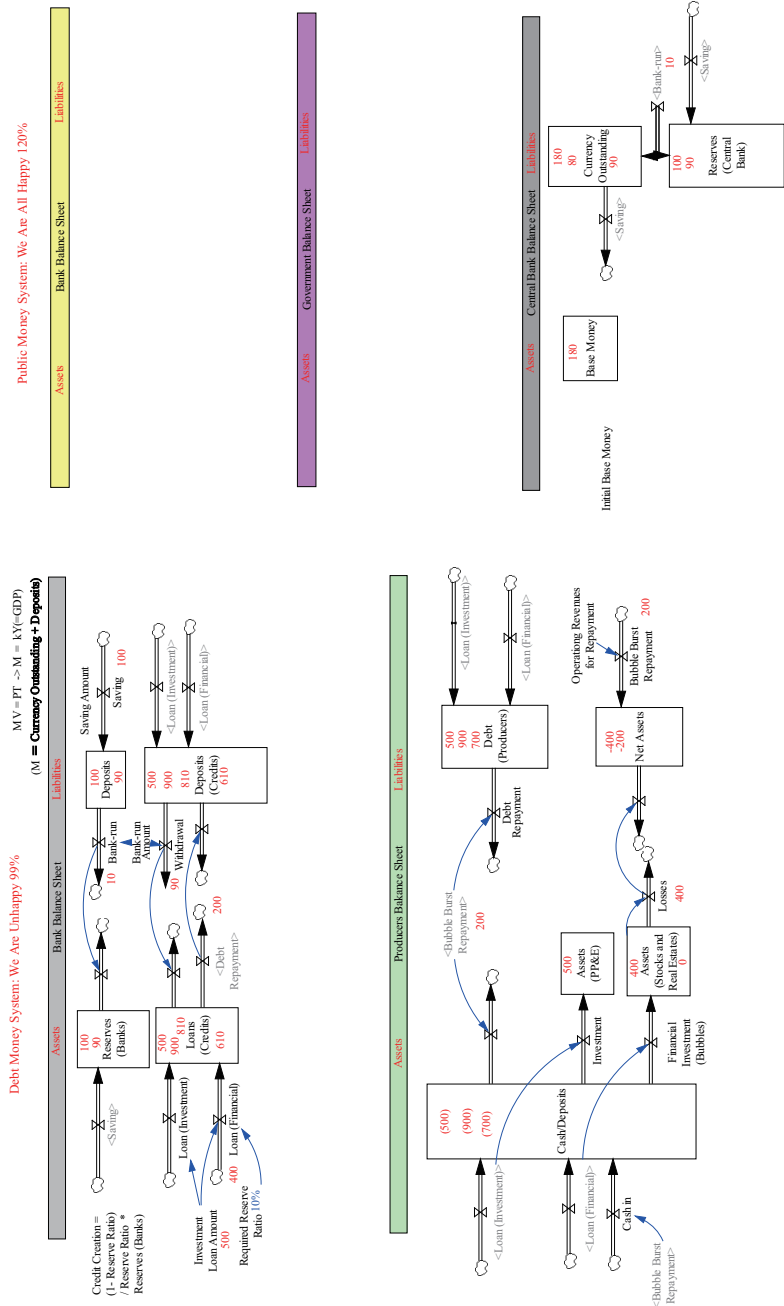 Debt Money System: We Are Unhappy 99%
MV = PT -> M = kY(=GDP)
(M = Currency Outstanding + Deposits)
Assets
Bank Balance Sheet
Liabilities
Credit Creation =
(1- Reserve Ratio)
/ Reserve Ratio *
Reserves (Banks)
<Saving>
100
90
Reserves
(Banks)
10
Bank-run
100
Deposits
90
Saving Amount
Saving
100
Bank-run
Amount
Loan (Investment)
500
900
810
Loans
(Credits)
610
90
Withdrawal
500
900
810
Deposits
(Credits)
610
<Loan (Investment)>
<Loan (Financial)>
Investment
Loan Amount
500
400
Loan (Financial)
Required Reserve
Ratio 10%
<Debt
Repayment>
200
Assets
Producers Bakance Sheet
Liabilities
(500)
(900)
(700)
Cash/Deposits
<Loan (Investment)>
<Loan (Financial)>
Cash in
<Bubble Burst
Repayment>
<Bubble Burst
Repayment>
200
Debt
Repayment
500
900
700
Debt
(Producers)
<Loan (Investment)>
<Loan (Financial)>
Investment
500
Assets
(PP&E)
Financial
Investment
(Bubbles)
400
Assets
(Stocks and
Real Estates)
0
Losses
400
-400
-200
Net Assets
Operationg Revenues
for Repayment
Bubble Burst
Repayment
200
Public Money System: We Are All Happy 120%
Assets
Bank Balance Sheet
Liabilities
Assets
Government Balance Sheet
Liabilities
Assets
Central Bank Balance Sheet
Liabilities
Initial Base Money
180
Base Money
<Saving>
180
80
Currency
Outstanding
90
<Bank-run>
10
100
90
Reserves
(Central
Bank)
<Saving>